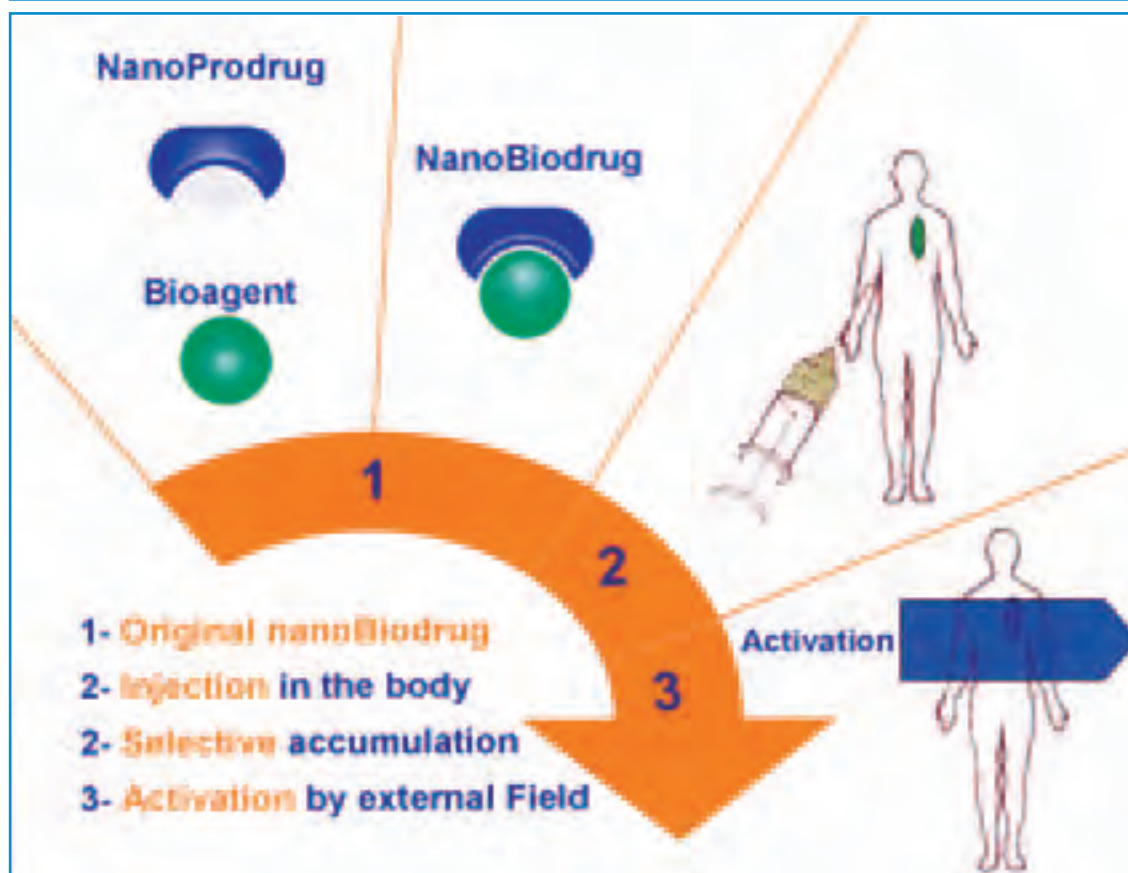 NanoProdrug
NanoBiodrug
Bioagent
1
2
3
Activation
1- Original nanoBiodrug
2- Injection in the body
2- Selective accumulation
3- Activation by external Field